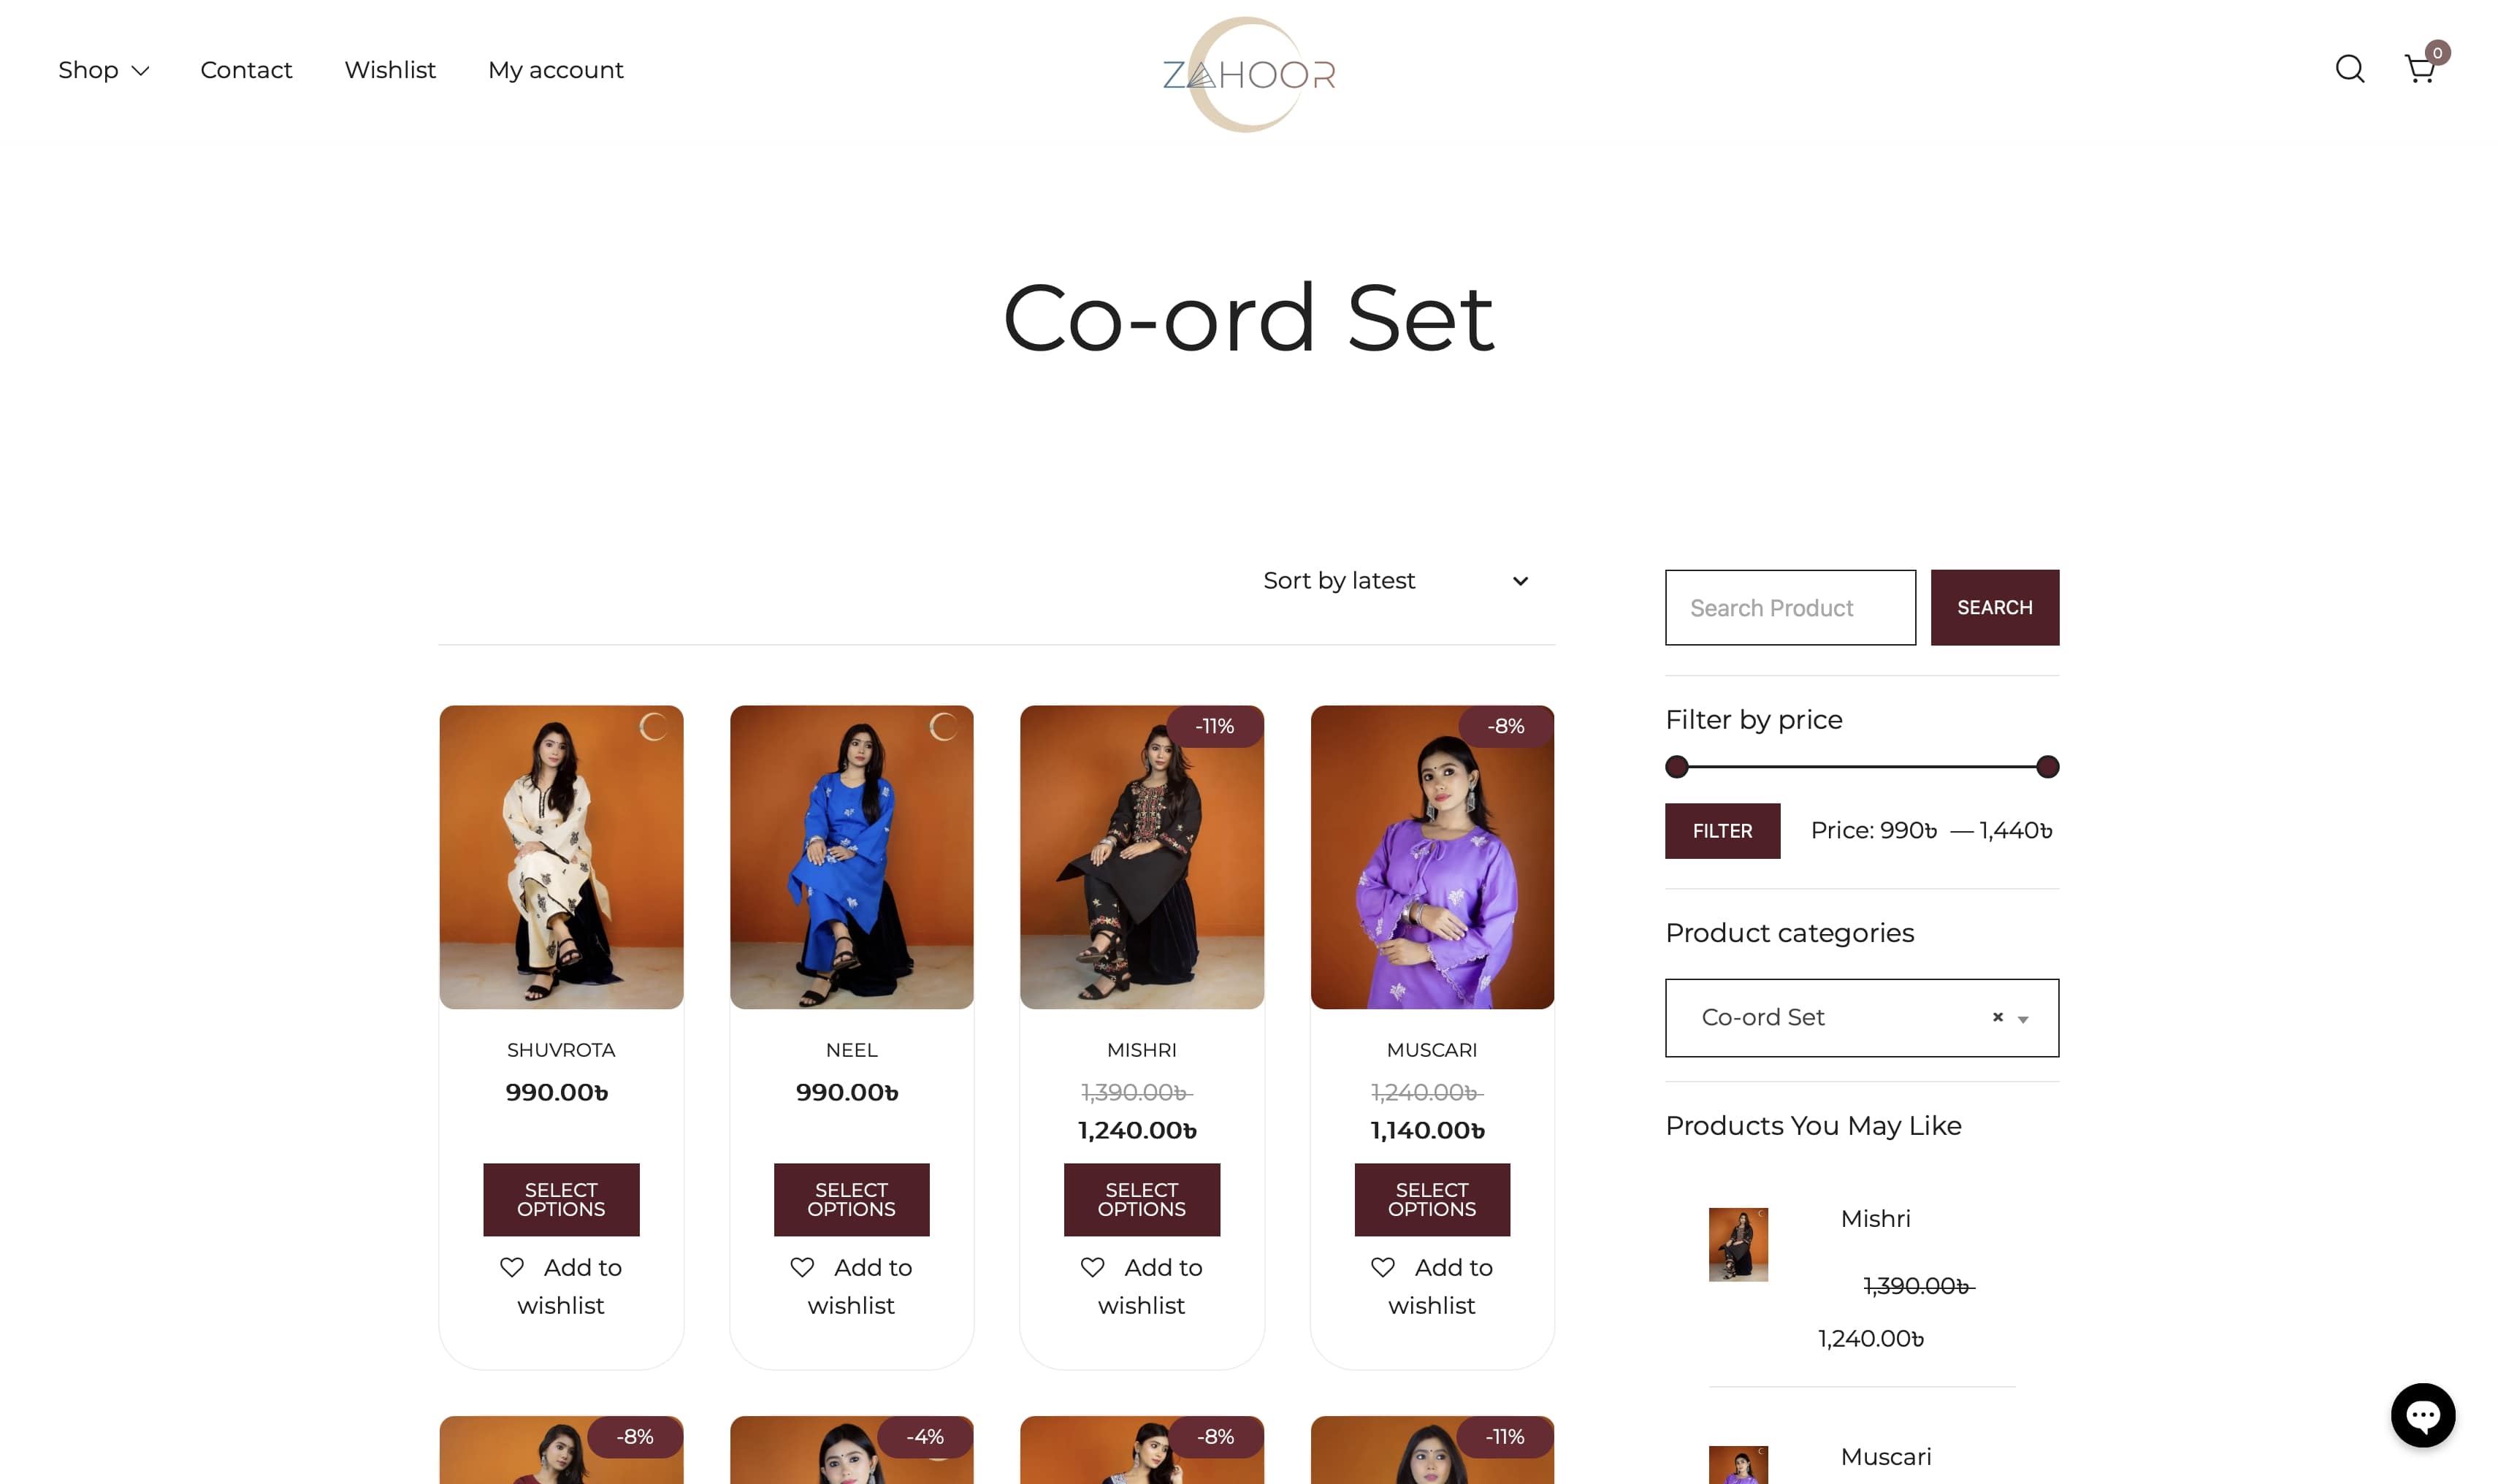 Shop
Contact
Wishlist
My account
ZAHOOR
0
Co-ord Set
Sort by latest
Search Product
SEARCH
Filter by price
FILTER
Price: 990৳ — 1,440৳
Product categories
Co-ord Set
×
Products You May Like
Mishri
1,390.00৳
1,240.00৳
Muscari
SHUVROTA
990.00৳
SELECT
OPTIONS
Add to
wishlist
NEEL
990.00৳
SELECT
OPTIONS
Add to
wishlist
-11%
MISHRI
1,390.00৳
1,240.00৳
SELECT
OPTIONS
Add to
wishlist
-8%
MUSCARI
1,240.00৳
1,140.00৳
SELECT
OPTIONS
Add to
wishlist
-8%
-4%
-8%
-11%